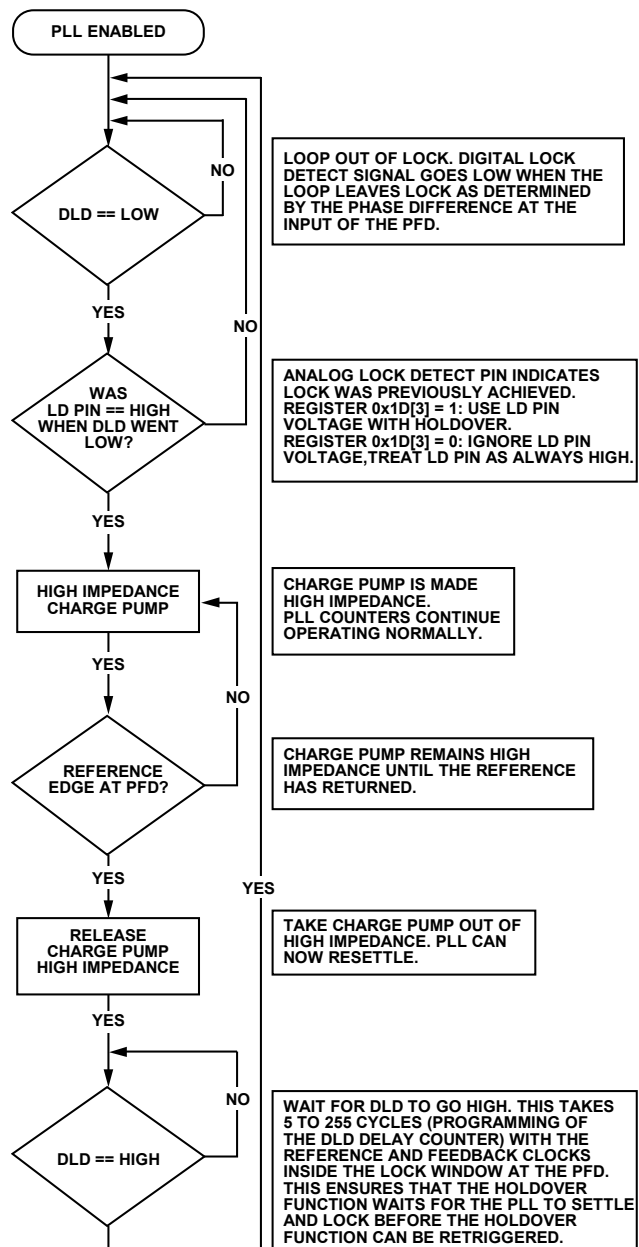 PLL ENABLED
NO
DLD == LOW
LOOP OUT OF LOCK. DIGITAL LOCK
DETECT SIGNAL GOES LOW WHEN THE
LOOP LEAVES LOCK AS DETERMINED
BY THE PHASE DIFFERENCE AT THE
INPUT OF THE PFD.
YES
NO
WAS
LD PIN == HIGH
WHEN DLD WENT
LOW?
ANALOG LOCK DETECT PIN INDICATES
LOCK WAS PREVIOUSLY ACHIEVED.
REGISTER 0x1D[3] = 1: USE LD PIN
VOLTAGE WITH HOLDOVER.
REGISTER 0x1D[3] = 0: IGNORE LD PIN
VOLTAGE,TREAT LD PIN AS ALWAYS HIGH.
YES
HIGH IMPEDANCE
CHARGE PUMP
CHARGE PUMP IS MADE
HIGH IMPEDANCE.
PLL COUNTERS CONTINUE
OPERATING NORMALLY.
YES
NO
REFERENCE
EDGE AT PFD?
CHARGE PUMP REMAINS HIGH
IMPEDANCE UNTIL THE REFERENCE
HAS RETURNED.
YES
YES
RELEASE
CHARGE PUMP
HIGH IMPEDANCE
TAKE CHARGE PUMP OUT OF
HIGH IMPEDANCE. PLL CAN
NOW RESETTLE.
YES
NO
DLD == HIGH
WAIT FOR DLD TO GO HIGH. THIS TAKES
5 TO 255 CYCLES (PROGRAMMING OF
THE DLD DELAY COUNTER) WITH THE
REFERENCE AND FEEDBACK CLOCKS
INSIDE THE LOCK WINDOW AT THE PFD.
THIS ENSURES THAT THE HOLDOVER
FUNCTION WAITS FOR THE PLL TO SETTLE
AND LOCK BEFORE THE HOLDOVER
FUNCTION CAN BE RETRIGGERED.